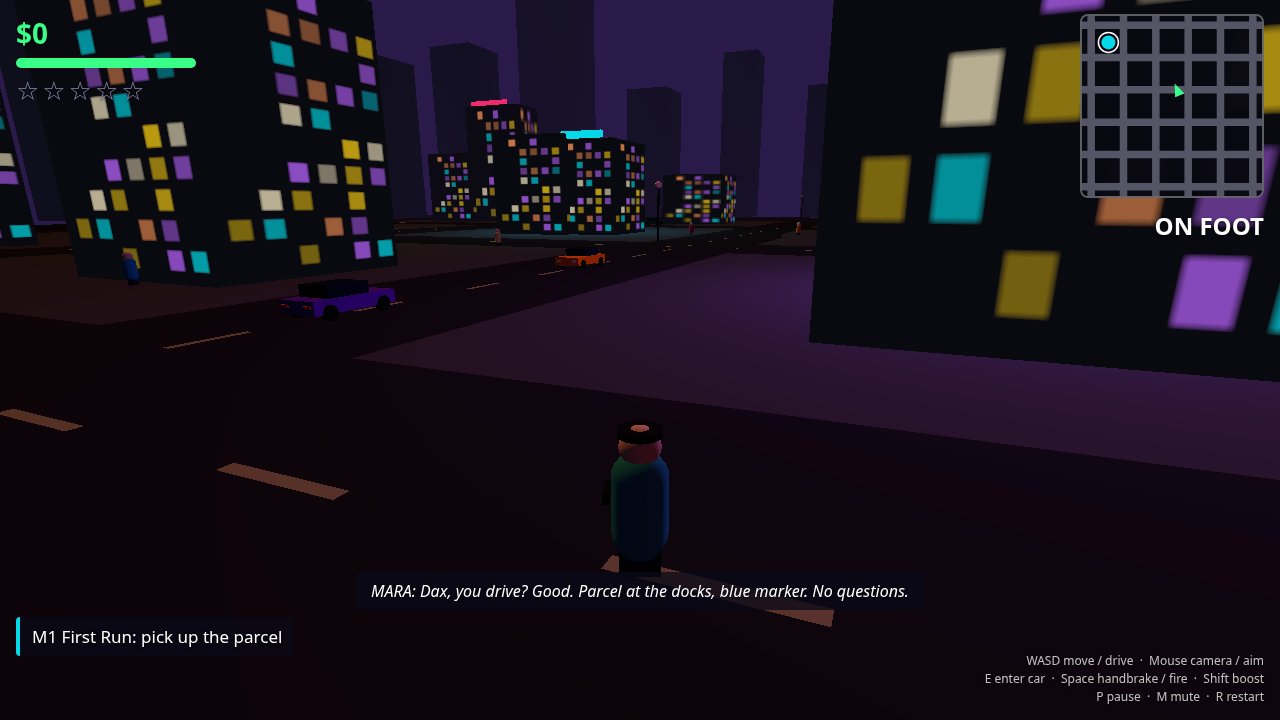 $0
☆ ☆ ☆ ☆ ☆
ON FOOT
MARA: Dax, you drive? Good. Parcel at the docks, blue marker. No questions.
M1 First Run: pick up the parcel
WASD move / drive · Mouse camera / aim
E enter car · Space handbrake / fire · Shift boost
P pause · M mute · R restart